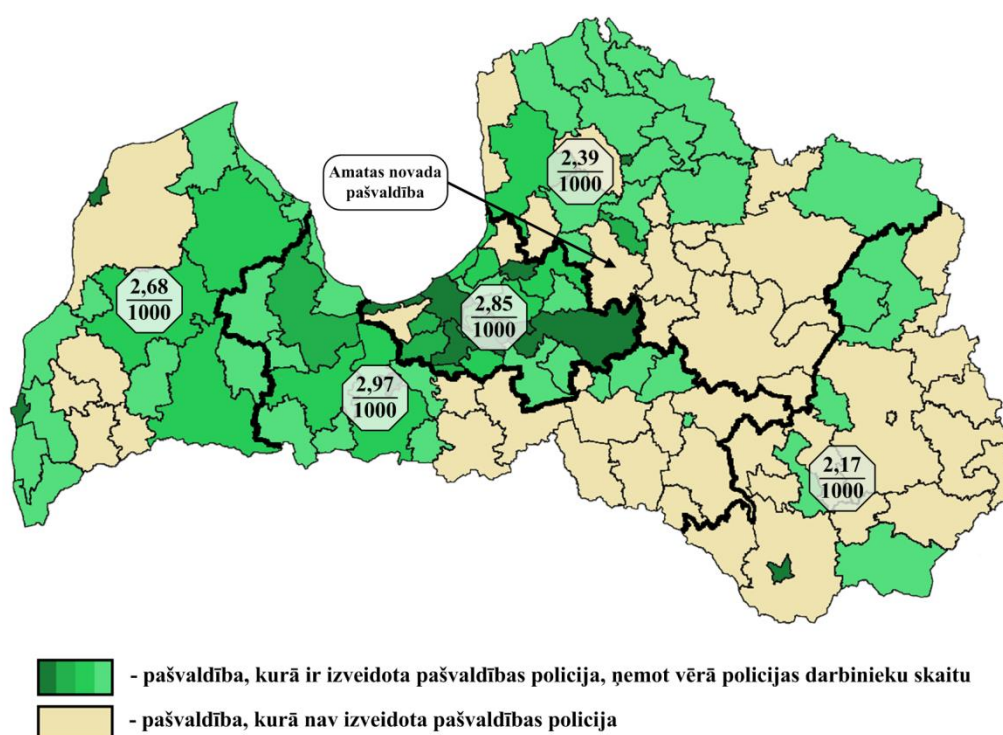 2,39
1000
Amatas novada
pašvaldība
2,68
1000
2,85
1000
2,97
1000
2,17
1000
- pašvaldība, kurā ir izveidota pašvaldības policija, ņemot vērā policijas darbinieku skaitu
- pašvaldība, kurā nav izveidota pašvaldības policija